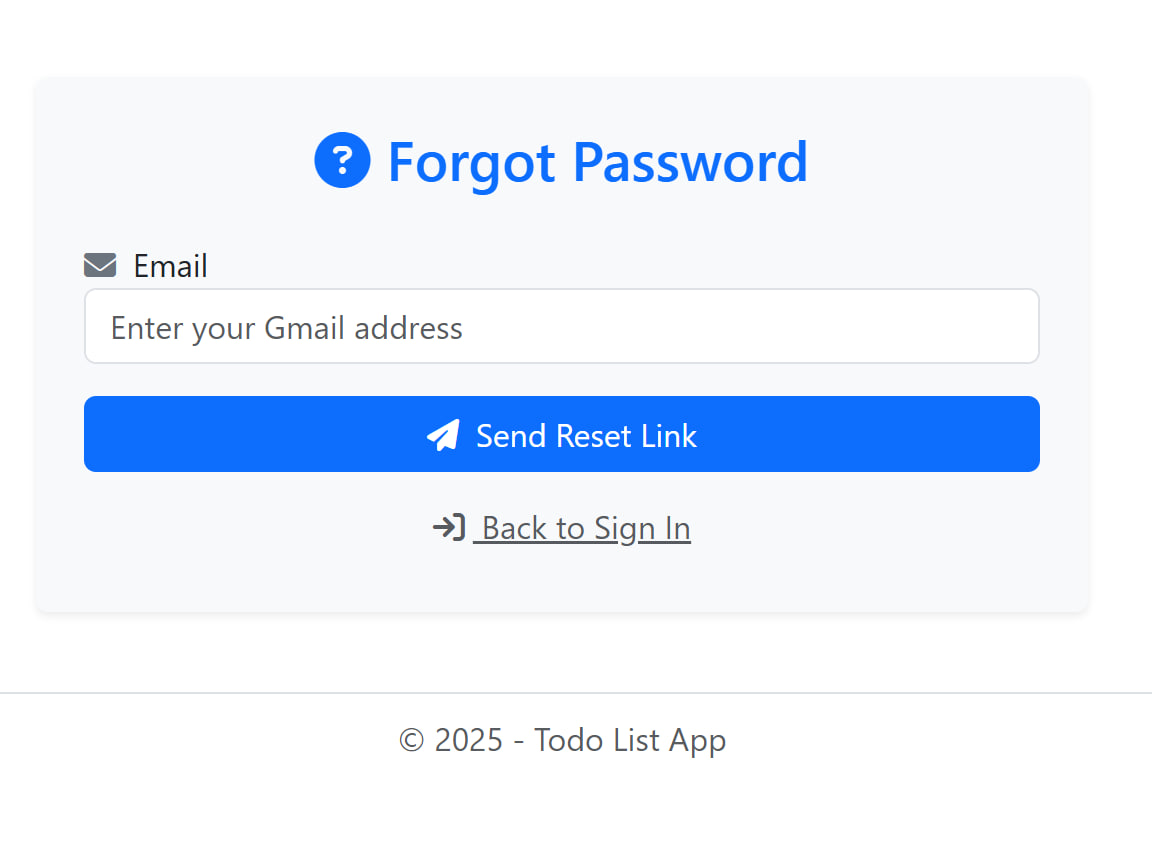 Forgot Password
Email
Enter your Gmail address
Send Reset Link
Back to Sign In
© 2025 - Todo List App